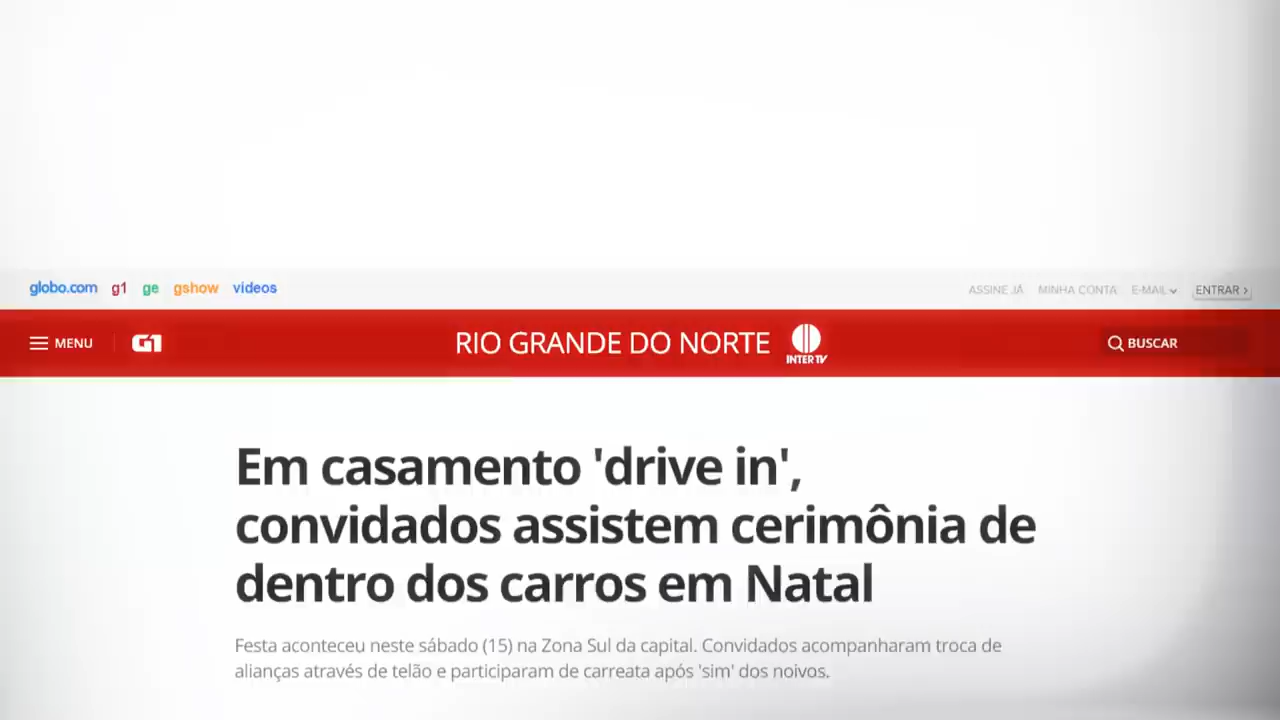 globo.com g1 ge gshow vídeos ASSINE JÁ MINHA CONTA E-MAIL ENTRAR ›
MENU G1 RIO GRANDE DO NORTE INTER TV BUSCAR
Em casamento 'drive in',
convidados assistem cerimônia de
dentro dos carros em Natal
Festa aconteceu neste sábado (15) na Zona Sul da capital. Convidados acompanharam troca de
alianças através de telão e participaram de carreata após 'sim' dos noivos.